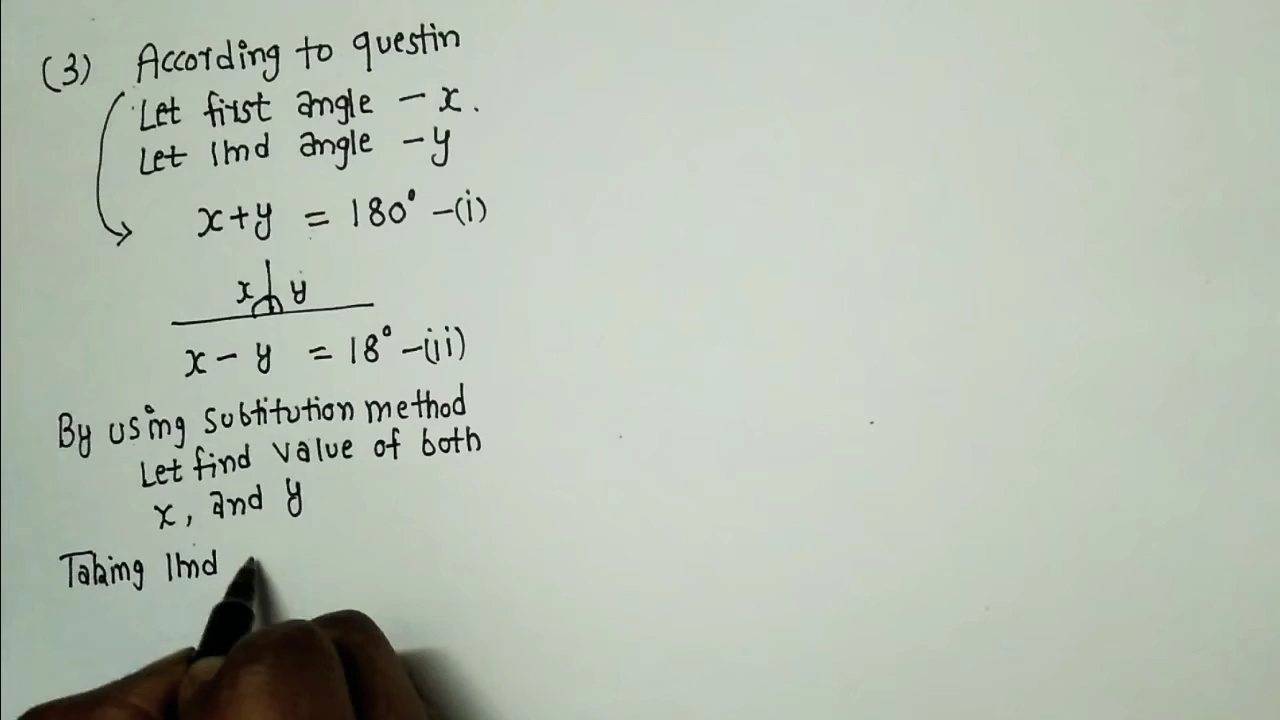 (3) According to questin
Let first angle - x.
Let IInd angle - y
x+y = 180° -(i)
x y
x - y = 18° -(ii)
By using subtitution method
Let find value of both
x, and y
Taking IInd